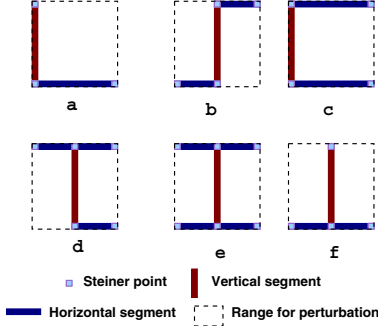 a
b
c
d
e
f
Steiner point
Vertical segment
Horizontal segment
Range for perturbation